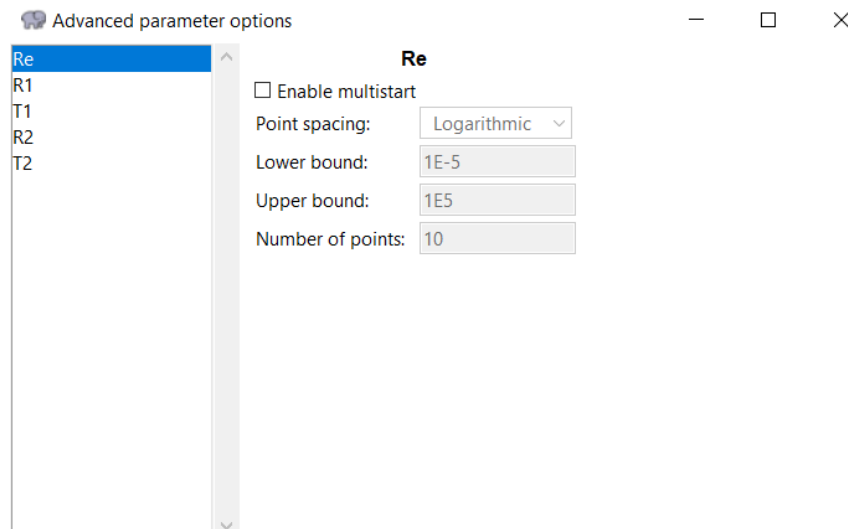 Advanced parameter options
Re
R1
T1
R2
T2
Re
Enable multistart
Point spacing: Logarithmic
Lower bound: 1E-5
Upper bound: 1E5
Number of points: 10